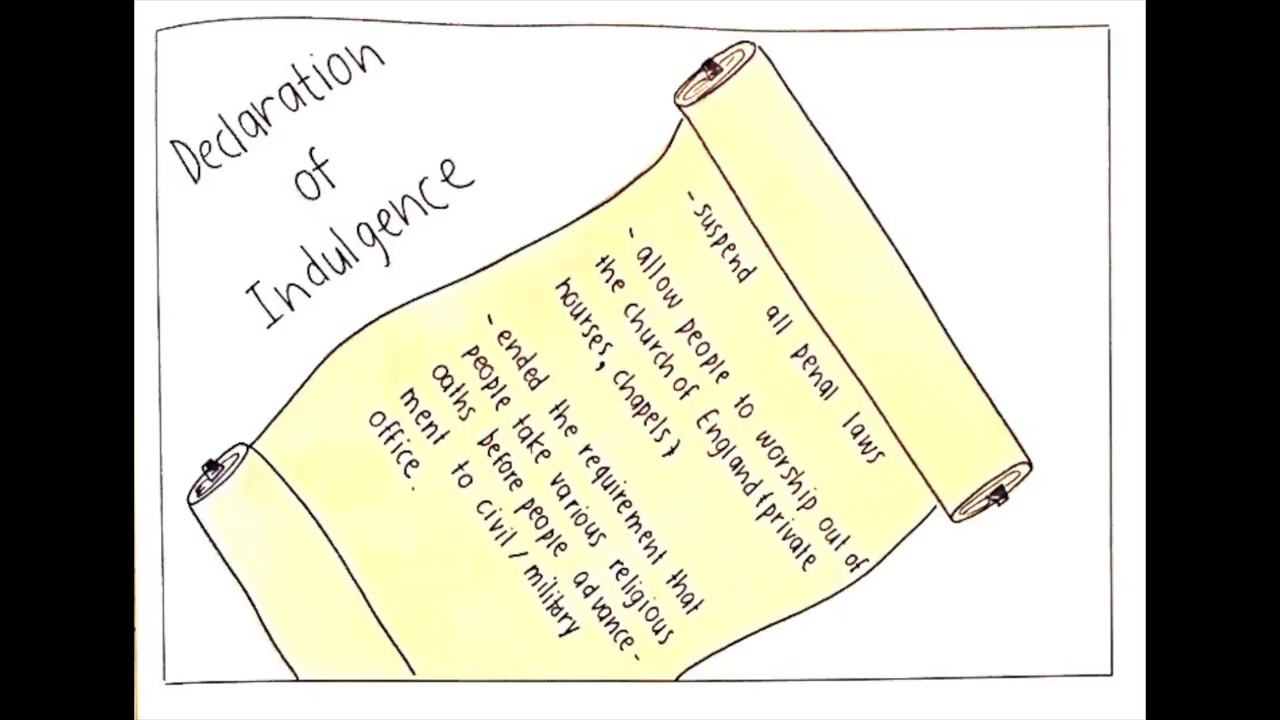 Declaration
of
Indulgence
- suspend all penal laws
- allow people to worship out of
the church of England {private
hourses, chapels}
- ended the requirement that
people take various religious
oaths before people advance-
ment to civil / military
office.